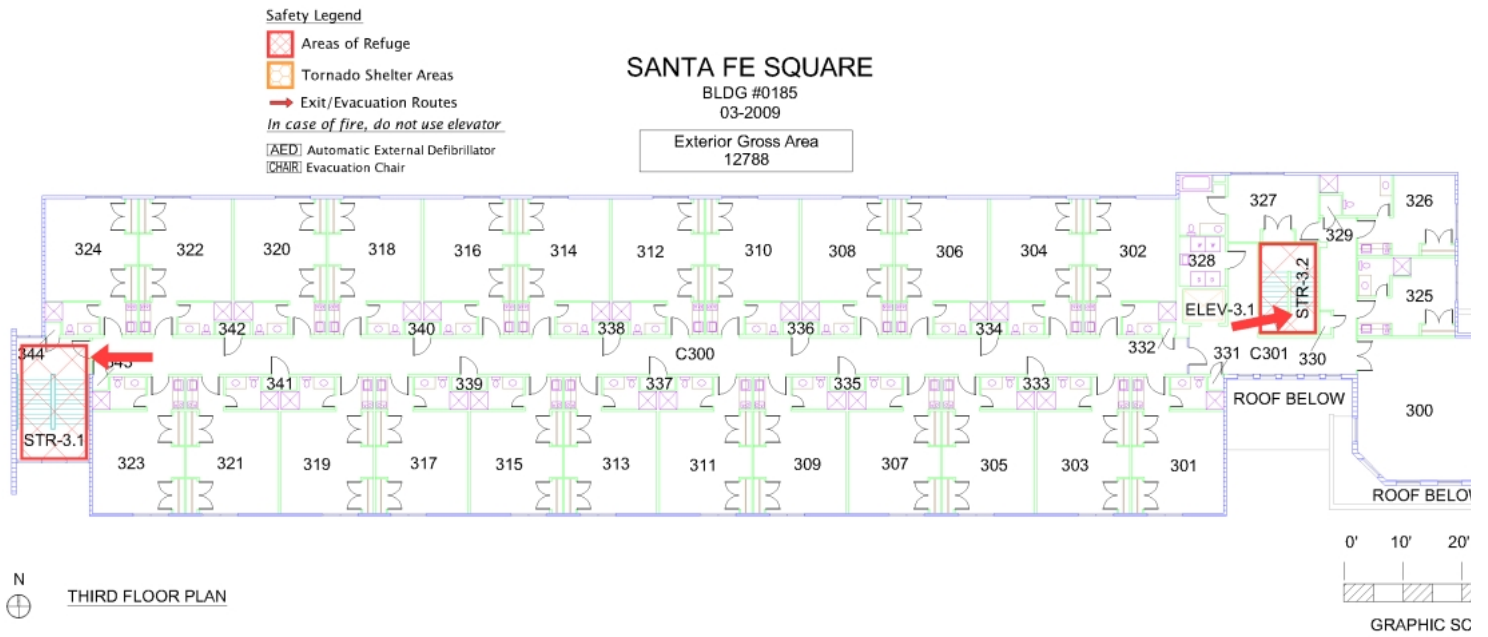 Safety Legend
Areas of Refuge
Tornado Shelter Areas
Exit/Evacuation Routes
In case of fire, do not use elevator
AED Automatic External Defibrillator
CHAIR Evacuation Chair
SANTA FE SQUARE
BLDG #0185
03-2009
Exterior Gross Area
12788
324 322 320 318 316 314 312 310 308 306 304 302
327 326 329 328 325
STR-3.2
ELEV-3.1
342 340 338 336 334 332
344 343 C300 331 C301 330
341 339 337 335 333
STR-3.1
ROOF BELOW
300
323 321 319 317 315 313 311 309 307 305 303 301
ROOF BELOW
0' 10' 20'
N
THIRD FLOOR PLAN
GRAPHIC SC